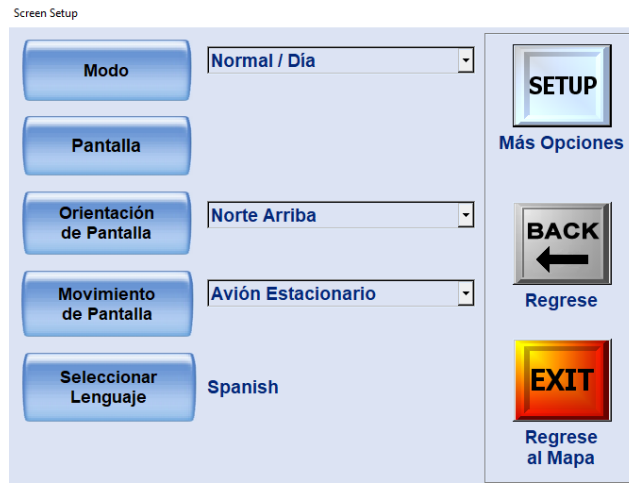 Screen Setup
Modo
Normal / Día
Pantalla
Orientación
de Pantalla
Norte Arriba
Movimiento
de Pantalla
Avión Estacionario
Seleccionar
Lenguaje
Spanish
SETUP
Más Opciones
BACK
Regrese
EXIT
Regrese
al Mapa